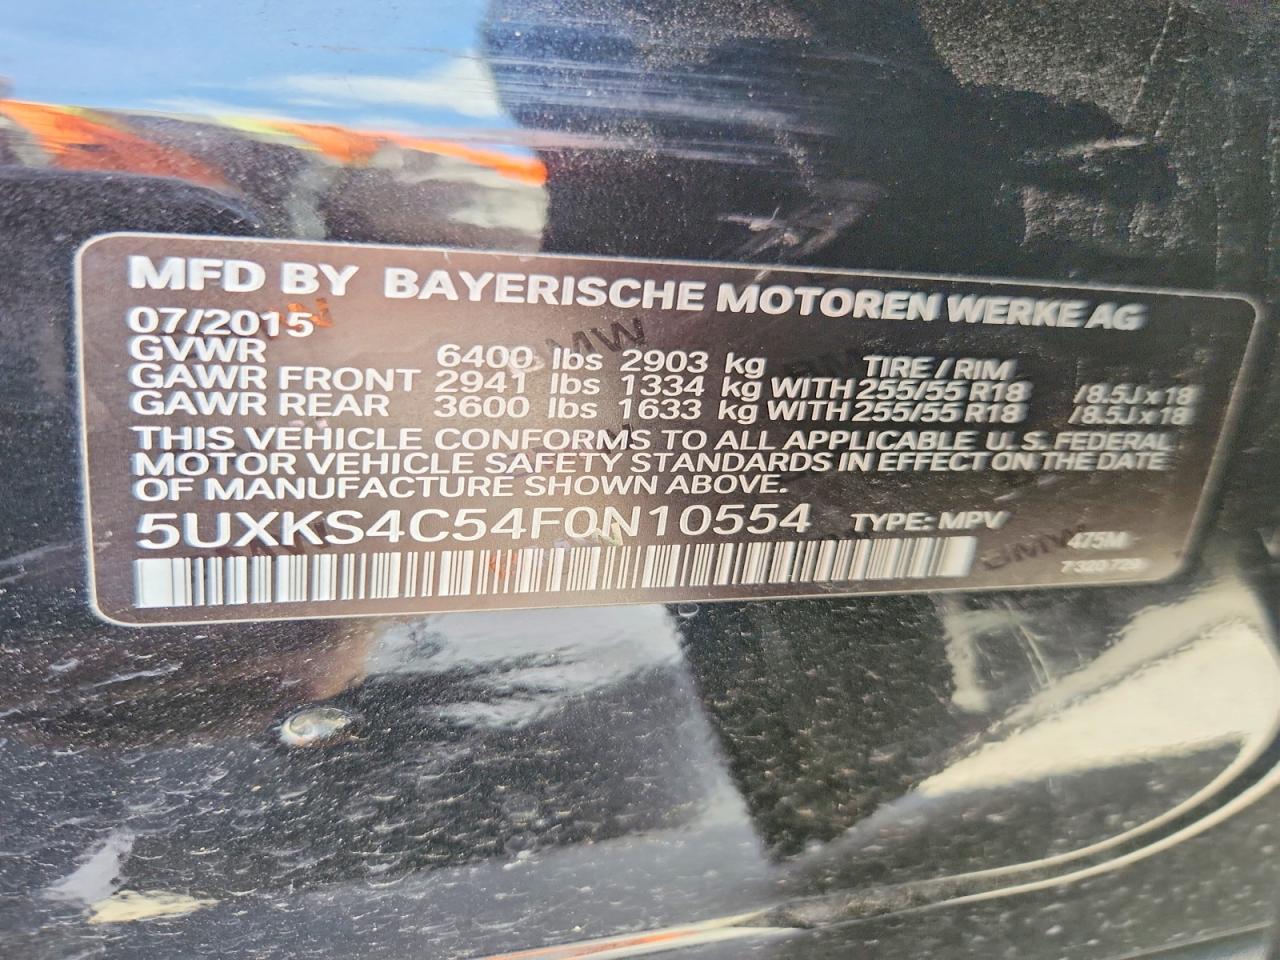 MFD BY BAYERISCHE MOTOREN WERKE AG
07/2015
GVWR 6400 lbs 2903 kg TIRE / RIM
GAWR FRONT 2941 lbs 1334 kg WITH 255/55 R18 /8.5J x 18
GAWR REAR 3600 lbs 1633 kg WITH 255/55 R18 /8.5J x 18
THIS VEHICLE CONFORMS TO ALL APPLICABLE U.S. FEDERAL
MOTOR VEHICLE SAFETY STANDARDS IN EFFECT ON THE DATE
OF MANUFACTURE SHOWN ABOVE.
5UXKS4C54F0N10554 TYPE: MPV
475M
7 320 729